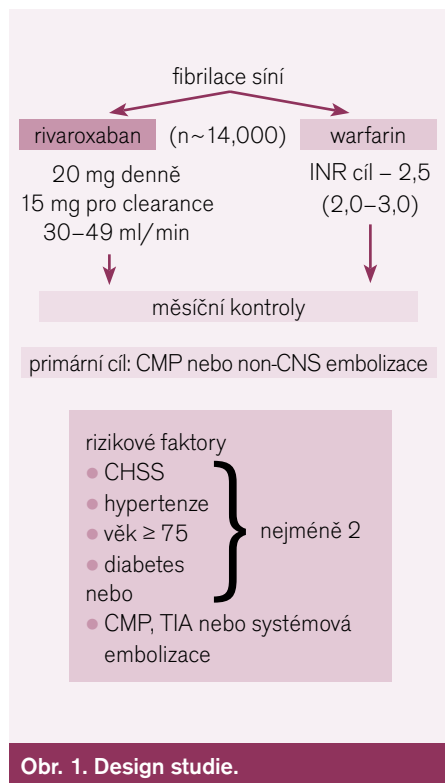 fibrilace síní
rivaroxaban (n~14,000) warfarin
20 mg denně
15 mg pro clearance
30–49 ml/min
INR cíl – 2,5
(2,0–3,0)
měsíční kontroly
primární cíl: CMP nebo non-CNS embolizace
rizikové faktory
● CHSS
● hypertenze
● věk ≥ 75
● diabetes
nejméně 2
nebo
● CMP, TIA nebo systémová
embolizace
Obr. 1. Design studie.